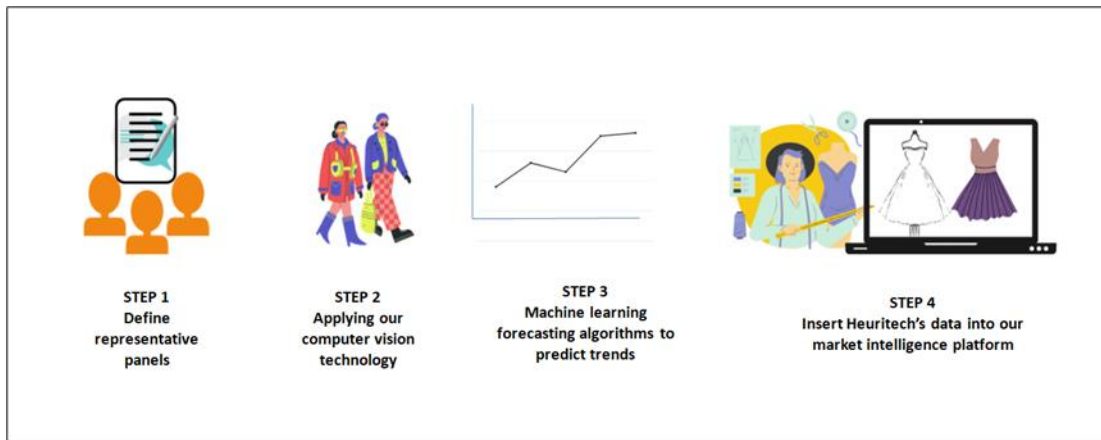 STEP 1
Define
representative
panels
STEP 2
Applying our
computer vision
technology
STEP 3
Machine learning
forecasting algorithms to
predict trends
STEP 4
Insert Heuritech's data into our
market intelligence platform